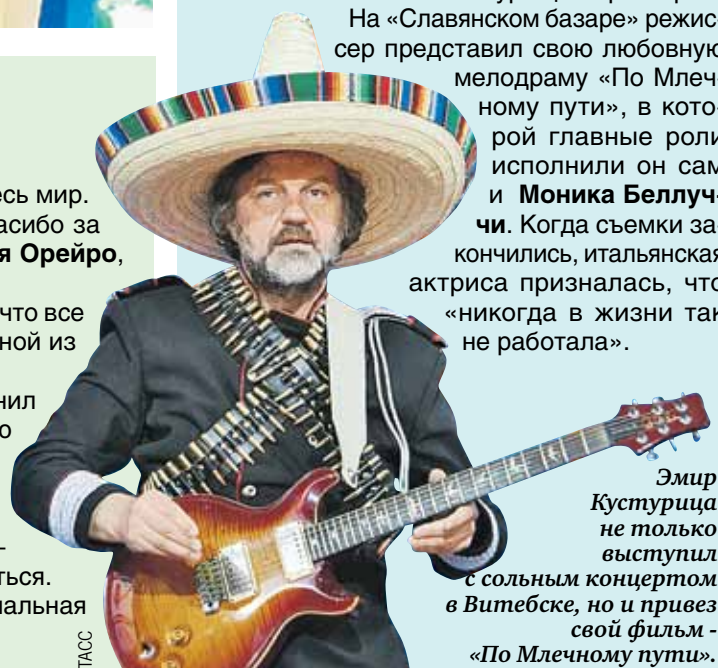 На «Славянском базаре» режис-
сер представил свою любовную
мелодраму «По Млеч-
ному пути», в кото-
рой главные роли
исполнили он сам
и Моника Беллуч-
чи. Когда съемки за-
кончились, итальянская
актриса призналась, что
«никогда в жизни так
не работала».
Эмир
Кустурица
не только
выступил
с сольным концертом
в Витебске, но и привез
свой фильм -
«По Млечному пути».
есь мир.
асибо за
я Орейро,
что все
ной из
нил
ю
-
ться.
альная
ТАСС